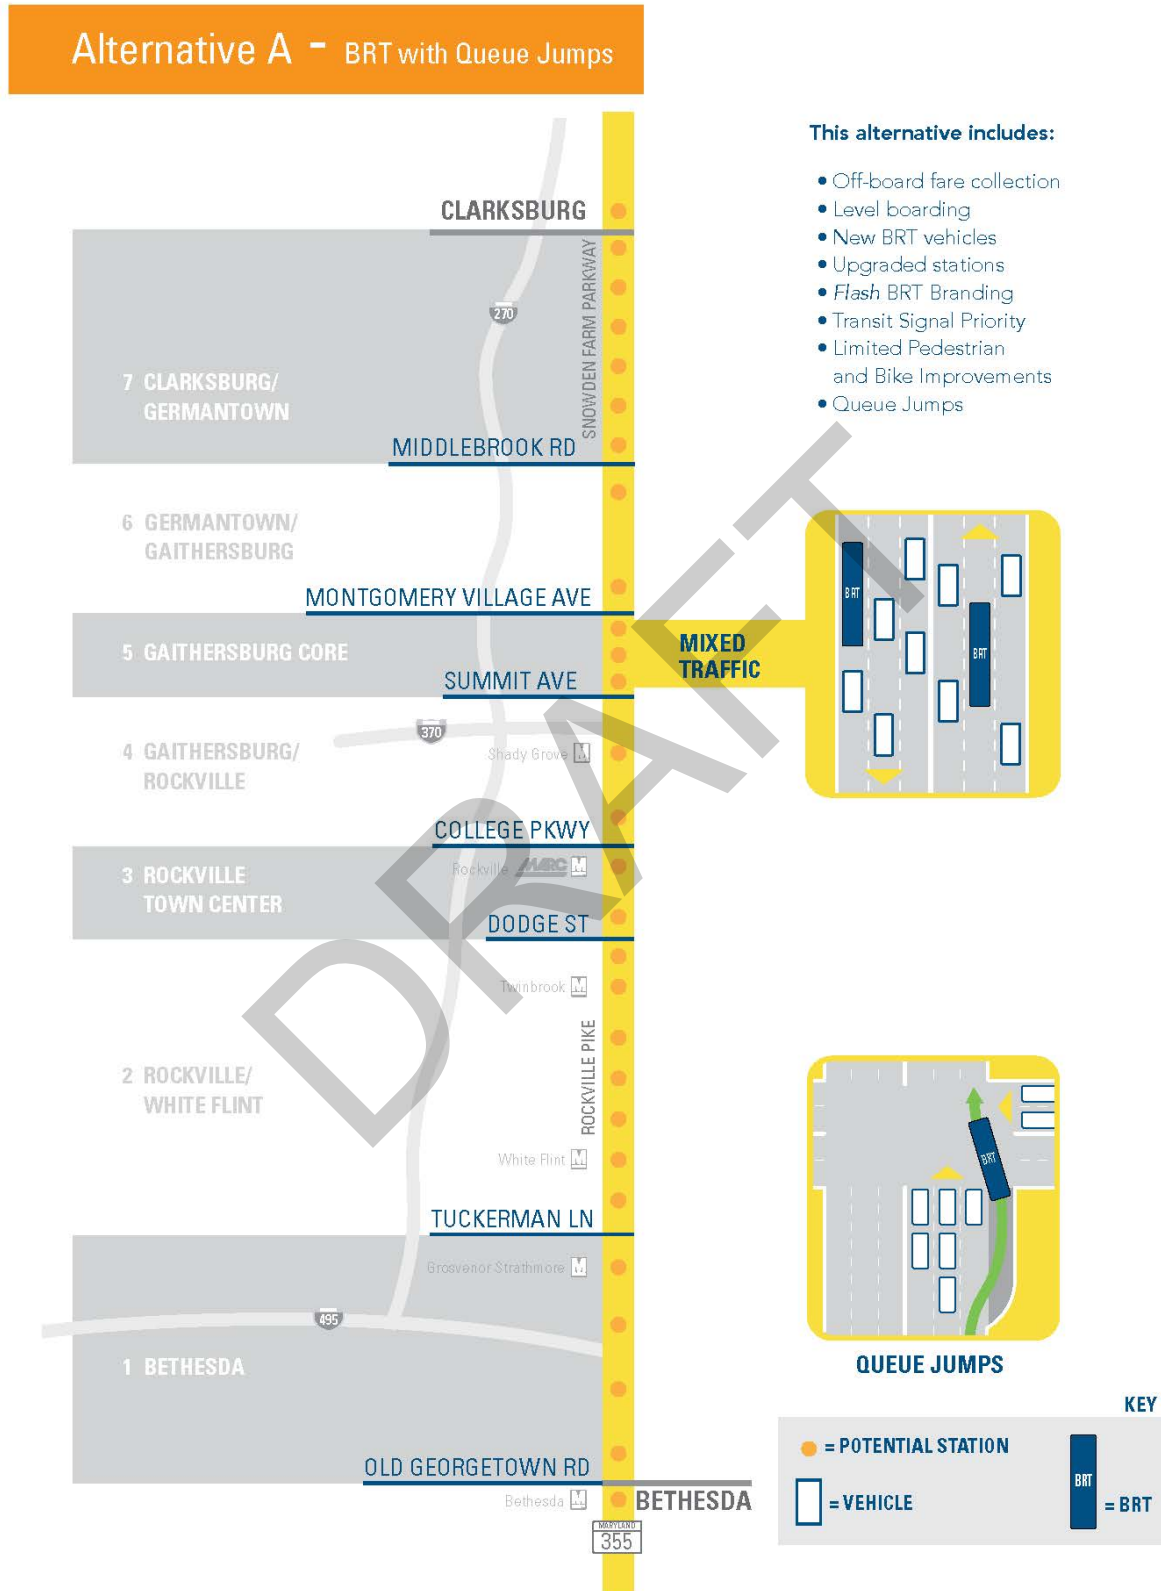 Alternative A - BRT with Queue Jumps
This alternative includes:
• Off-board fare collection
• Level boarding
• New BRT vehicles
• Upgraded stations
• Flash BRT Branding
• Transit Signal Priority
• Limited Pedestrian
and Bike Improvements
• Queue Jumps
CLARKSBURG
SNOWDEN FARM PARKWAY
270
7 CLARKSBURG/
GERMANTOWN
MIDDLEBROOK RD
6 GERMANTOWN/
GAITHERSBURG
MONTGOMERY VILLAGE AVE
5 GAITHERSBURG CORE
SUMMIT AVE
MIXED
TRAFFIC
BRT
BRT
370
4 GAITHERSBURG/
ROCKVILLE
Shady Grove M
COLLEGE PKWY
Rockville MARC M
3 ROCKVILLE
TOWN CENTER
DODGE ST
Twinbrook M
ROCKVILLE PIKE
2 ROCKVILLE/
WHITE FLINT
White Flint M
TUCKERMAN LN
Grosvenor Strathmore M
495
1 BETHESDA
OLD GEORGETOWN RD
Bethesda M
BETHESDA
MARYLAND
355
BRT
QUEUE JUMPS
KEY
= POTENTIAL STATION
= VEHICLE
BRT
= BRT
DRAFT